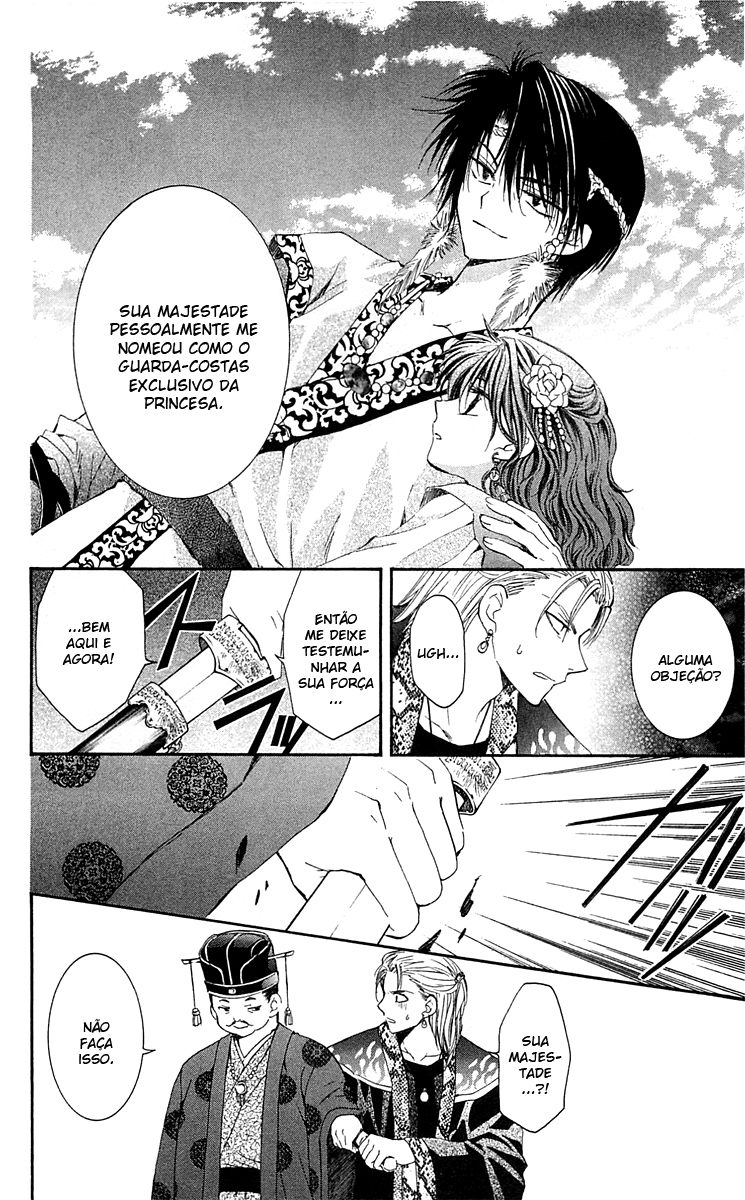 SUA MAJESTADE
PESSOALMENTE ME
NOMEOU COMO O
GUARDA-COSTAS
EXCLUSIVO DA
PRINCESA.
ALGUMA
OBJEÇÃO?
UGH...
ENTÃO
ME DEIXE
TESTEMU-
NHAR A
SUA FORÇA
...
...BEM
AQUI E
AGORA!
SUA
MAJES-
TADE
...?!
NÃO
FAÇA
ISSO.